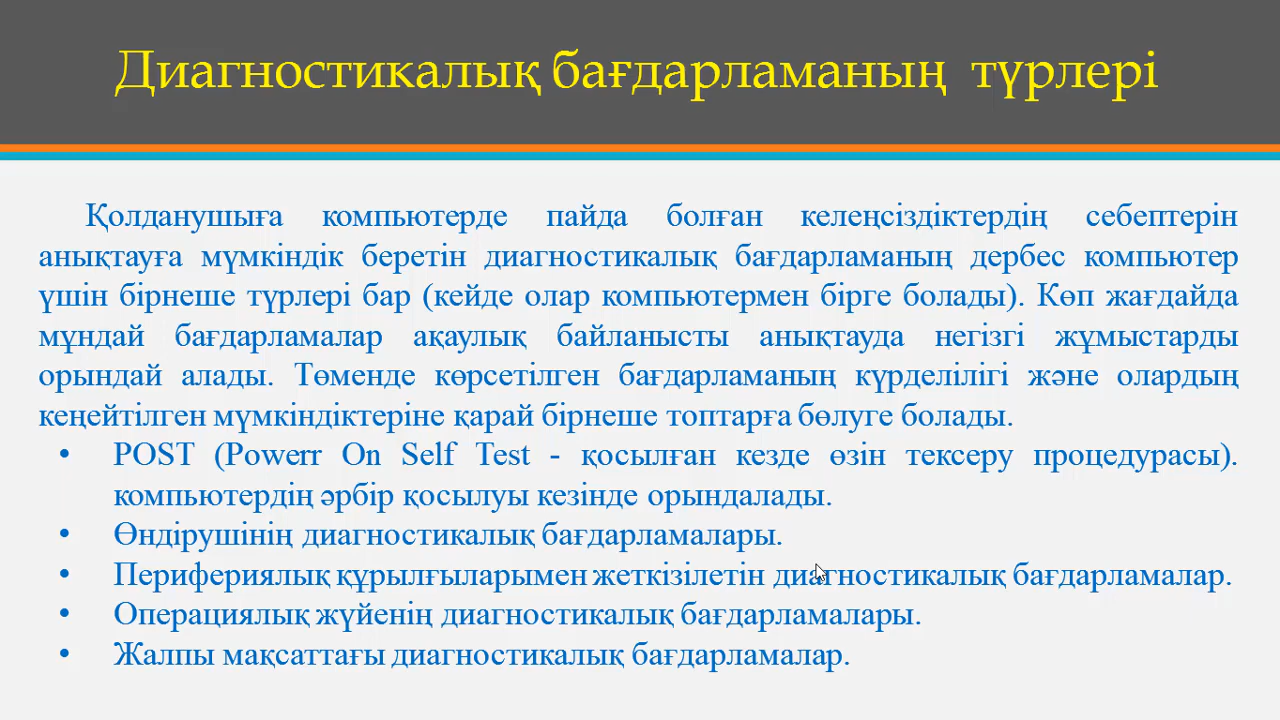 Диагностикалық бағдарламаның түрлері
Қолданушыға компьютерде пайда болған келеңсіздіктердің себептерін
анықтауға мүмкіндік беретін диагностикалық бағдарламаның дербес компьютер
үшін бірнеше түрлері бар (кейде олар компьютермен бірге болады). Көп жағдайда
мұндай бағдарламалар ақаулық байланысты анықтауда негізгі жұмыстарды
орындай алады. Төменде көрсетілген бағдарламаның күрделілігі және олардың
кеңейтілген мүмкіндіктеріне қарай бірнеше топтарға бөлуге болады.
• POST (Powerr On Self Test - қосылған кезде өзін тексеру процедурасы).
компьютердің әрбір қосылуы кезінде орындалады.
• Өндірушінің диагностикалық бағдарламалары.
• Перифериялық құрылғыларымен жеткізілетін диагностикалық бағдарламалар.
• Операциялық жүйенің диагностикалық бағдарламалары.
• Жалпы мақсаттағы диагностикалық бағдарламалар.